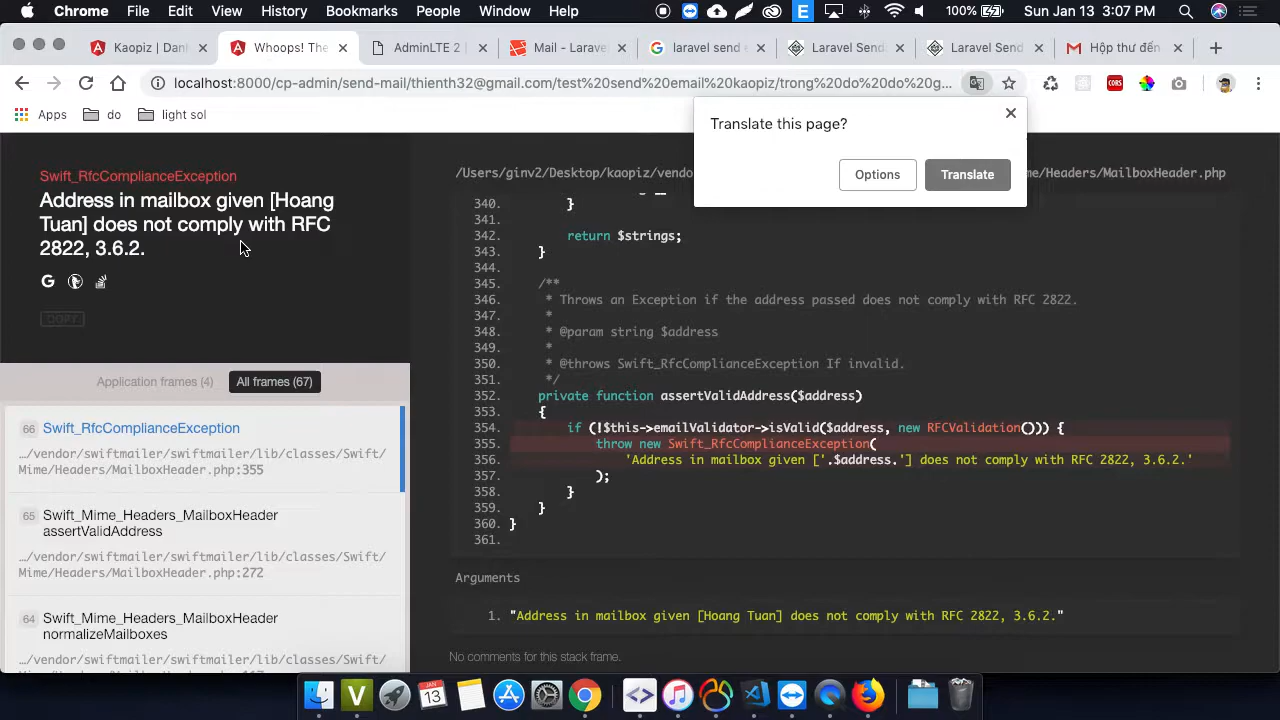 Chrome File Edit View History Bookmarks People Window Help 100% Sun Jan 13 3:07 PM
Kaopiz | Danh Whoops! The AdminLTE 2 | Mail - Laravel laravel send Laravel Send Laravel Send Hộp thư đến
localhost:8000/cp-admin/send-mail/thienth32@gmail.com/test%20send%20email%20kaopiz/trong%20do%20do%20g...
Apps do light sol
Translate this page?
Options Translate
Swift_RfcComplianceException
Address in mailbox given [Hoang
Tuan] does not comply with RFC
2822, 3.6.2.
COPY
Application frames (4) All frames (67)
66 Swift_RfcComplianceException
…/vendor/swiftmailer/swiftmailer/lib/classes/Swift/
Mime/Headers/MailboxHeader.php:355
65 Swift_Mime_Headers_MailboxHeader
assertValidAddress
…/vendor/swiftmailer/swiftmailer/lib/classes/Swift/
Mime/Headers/MailboxHeader.php:272
64 Swift_Mime_Headers_MailboxHeader
normalizeMailboxes
…/vendor/swiftmailer/swiftmailer/lib/classes/Swift/
/Users/ginv2/Desktop/kaopiz/vendo me/Headers/MailboxHeader.php
340. }
341.
342. return $strings;
343. }
344.
345. /**
346. * Throws an Exception if the address passed does not comply with RFC 2822.
347. *
348. * @param string $address
349. *
350. * @throws Swift_RfcComplianceException If invalid.
351. */
352. private function assertValidAddress($address)
353. {
354. if (!$this->emailValidator->isValid($address, new RFCValidation())) {
355. throw new Swift_RfcComplianceException(
356. 'Address in mailbox given ['.$address.'] does not comply with RFC 2822, 3.6.2.'
357. );
358. }
359. }
360. }
361.
Arguments
1. "Address in mailbox given [Hoang Tuan] does not comply with RFC 2822, 3.6.2."
No comments for this stack frame.
JAN
13